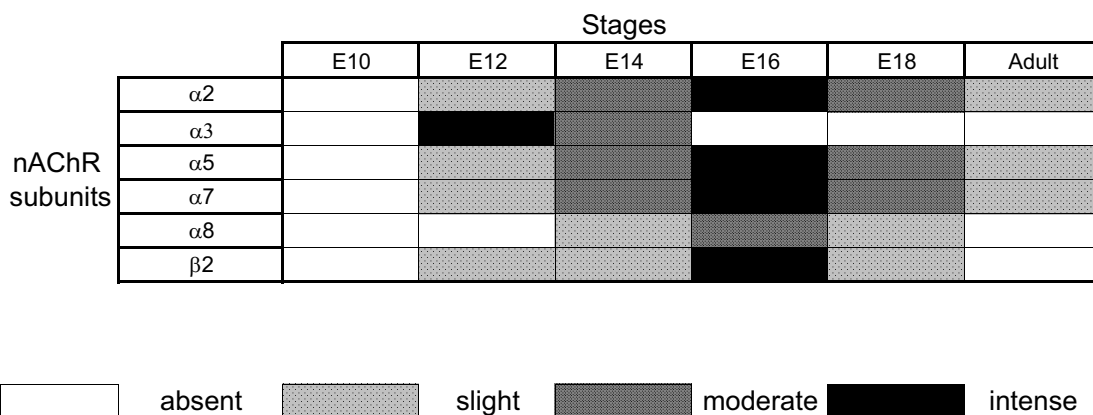 Stages
E10 E12 E14 E16 E18 Adult
nAChR
subunits
α2
α3
α5
α7
α8
β2
absent slight moderate intense